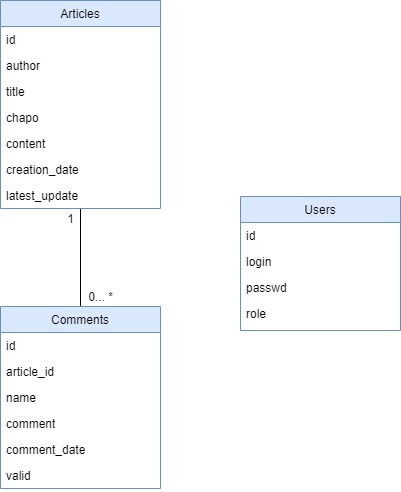 Articles
id
author
title
chapo
content
creation_date
latest_update
1
0... *
Comments
id
article_id
name
comment
comment_date
valid
Users
id
login
passwd
role